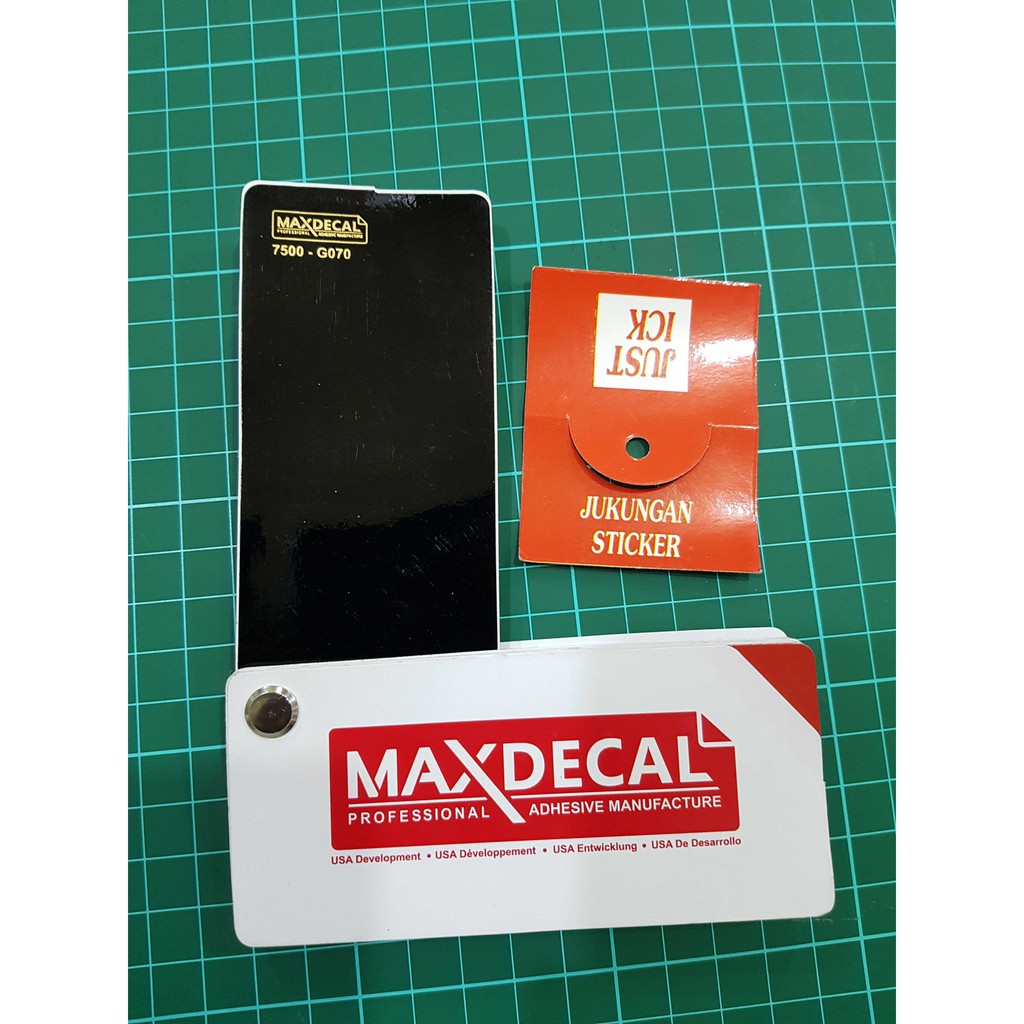 MAXDECAL
PROFESSIONAL ADHESIVE MANUFACTURE
7500 - G070
JUST
ICK
JUKUNGAN
STICKER
MAXDECAL
PROFESSIONAL ADHESIVE MANUFACTURE
USA Development • USA Développement • USA Entwicklung • USA De Desarrollo